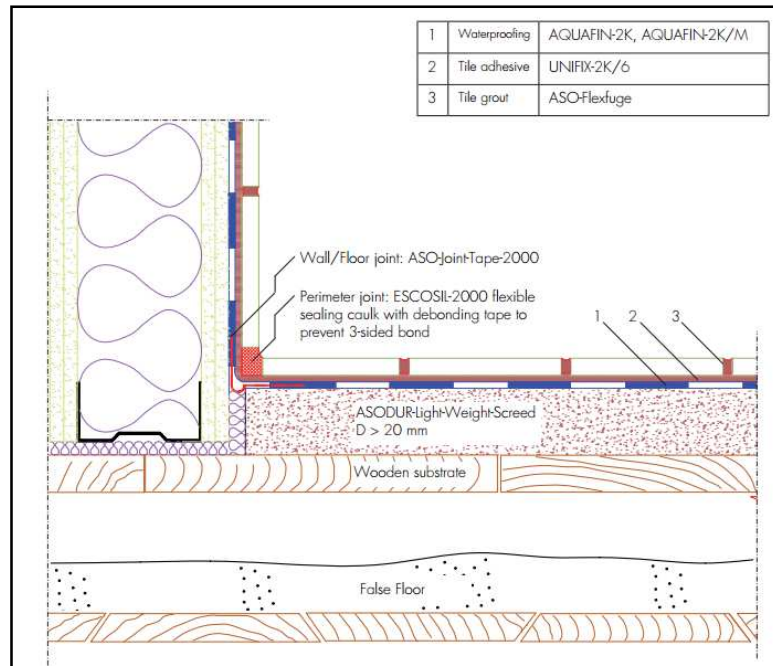 1 Waterproofing AQUAFIN-2K, AQUAFIN-2K/M
2 Tile adhesive UNIFIX-2K/6
3 Tile grout ASO-Flexfuge
Wall/Floor joint: ASO-Joint-Tape-2000
Perimeter joint: ESCOSIL-2000 flexible
sealing caulk with debonding tape to
prevent 3-sided bond
1 2 3
ASODUR-Light-Weight-Screed
D > 20 mm
Wooden substrate
False Floor